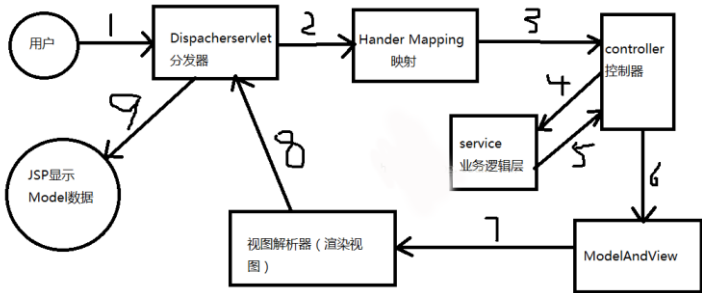 用户
1
Dispacherservlet
分发器
2
Hander Mapping
映射
3
controller
控制器
4
service
业务逻辑层
5
6
ModelAndView
7
视图解析器（渲染视
图）
8
9
JSP显示
Model数据